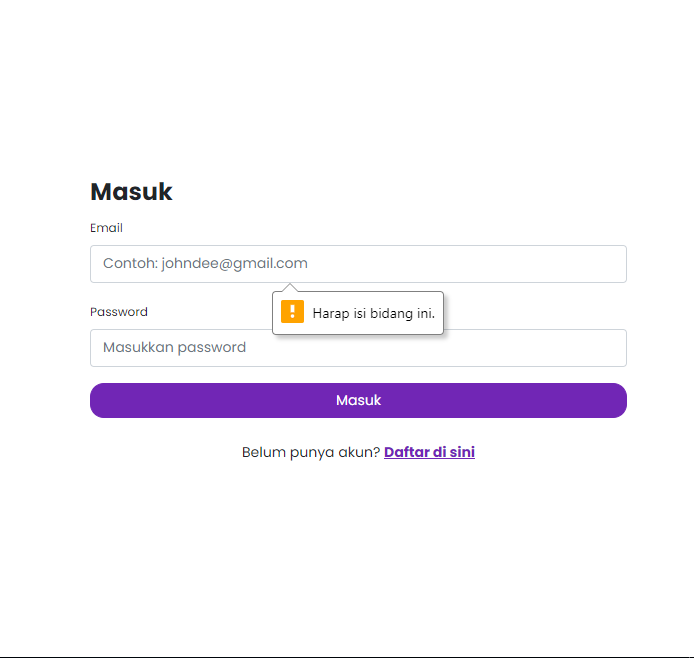 Masuk
Email
Contoh: johndee@gmail.com
Harap isi bidang ini.
Password
Masukkan password
Masuk
Belum punya akun? Daftar di sini